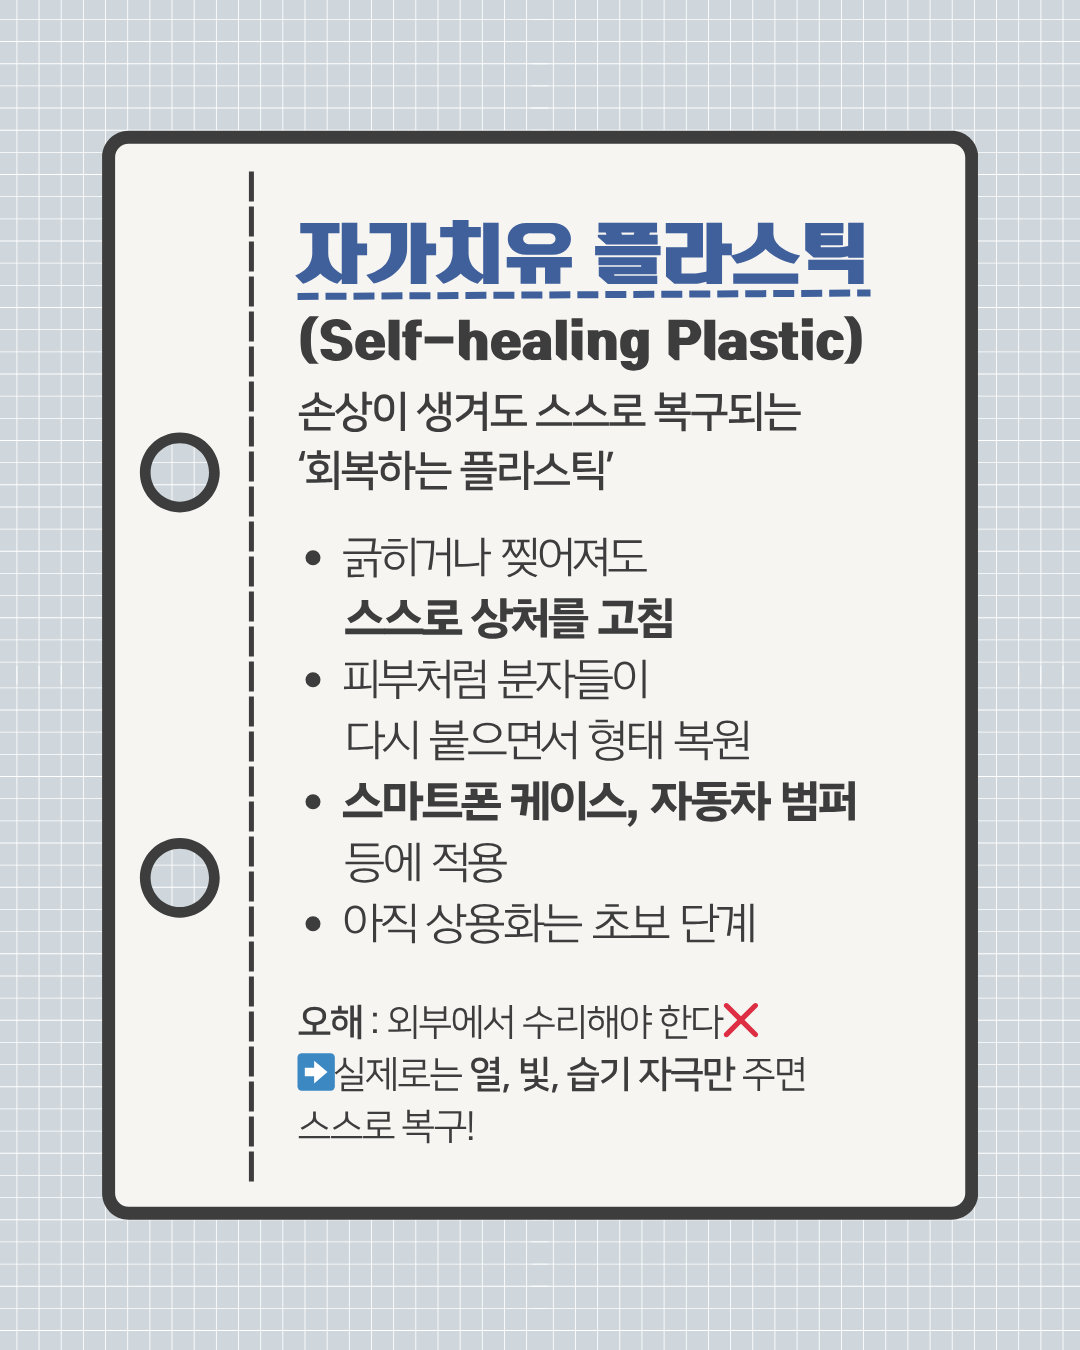 자가치유 플라스틱
(Self-healing Plastic)
손상이 생겨도 스스로 복구되는
‘회복하는 플라스틱’
• 긁히거나 찢어져도
스스로 상처를 고침
• 피부처럼 분자들이
다시 붙으면서 형태 복원
• 스마트폰 케이스, 자동차 범퍼
등에 적용
• 아직 상용화는 초보 단계
오해 : 외부에서 수리해야 한다❌
➡️실제로는 열, 빛, 습기 자극만 주면
스스로 복구!